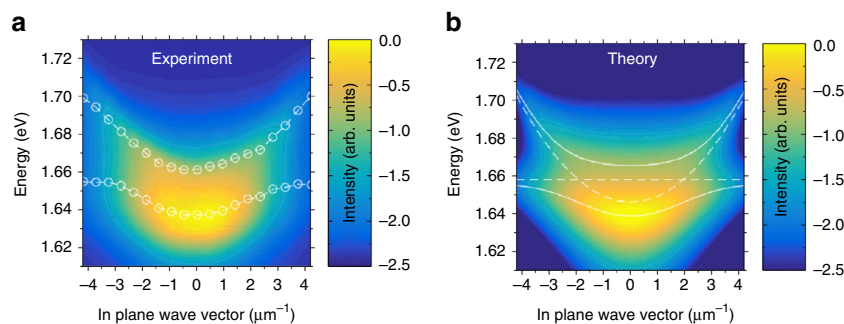 a
Experiment
1.72
1.70
1.68
1.66
1.64
1.62
Energy (eV)
−4 −3 −2 −1 0 1 2 3 4
In plane wave vector (μm−1)
0.0
−0.5
−1.0
−1.5
−2.0
−2.5
Intensity (arb. units)
b
Theory
1.72
1.70
1.68
1.66
1.64
1.62
Energy (eV)
−4 −3 −2 −1 0 1 2 3 4
In plane wave vector (μm−1)
0.0
−0.5
−1.0
−1.5
−2.0
−2.5
Intensity (arb. units)